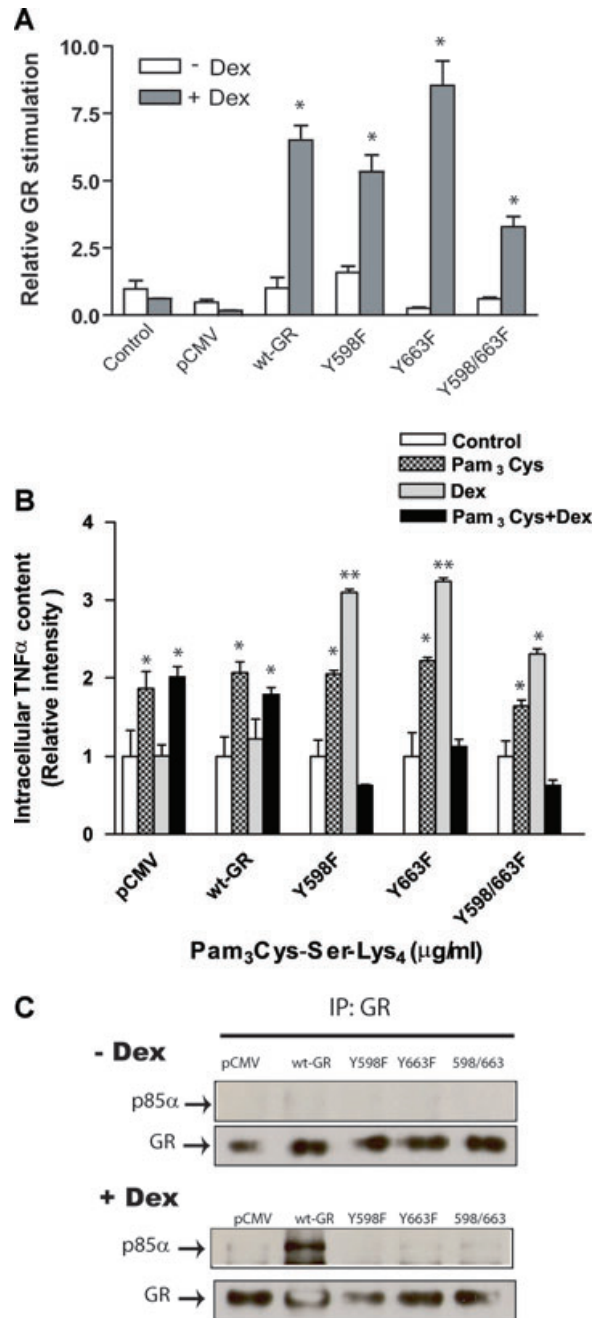 A
Relative GR stimulation
10.0
7.5
5.0
2.5
0.0
- Dex
+ Dex
*
*
*
*
Control
pCMV
wt-GR
Y598F
Y663F
Y598/663F
Control
Pam 3 Cys
Dex
Pam 3 Cys+Dex
B
Intracellular TNFα content
(Relative intensity)
4
3
2
1
0
* * * * * ** * ** * *
pCMV
wt-GR
Y598F
Y663F
Y598/663F
Pam3Cys-Ser-Lys4 (µg/ml)
C
IP: GR
- Dex
pCMV wt-GR Y598F Y663F 598/663
p85α
GR
+ Dex
pCMV wt-GR Y598F Y663F 598/663
p85α
GR